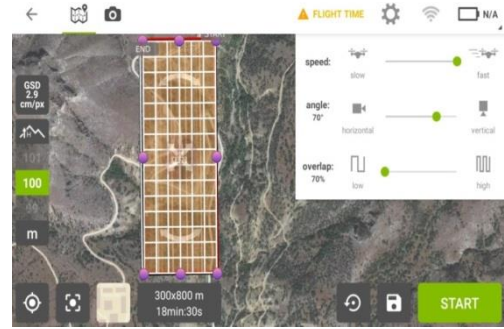 FLIGHT TIME
N/A
START
END
GSD
2.9
cm/px
101
100
m
speed:
slow
fast
angle:
70°
horizontal
vertical
overlap:
70%
low
high
300x800 m
18min:30s
START